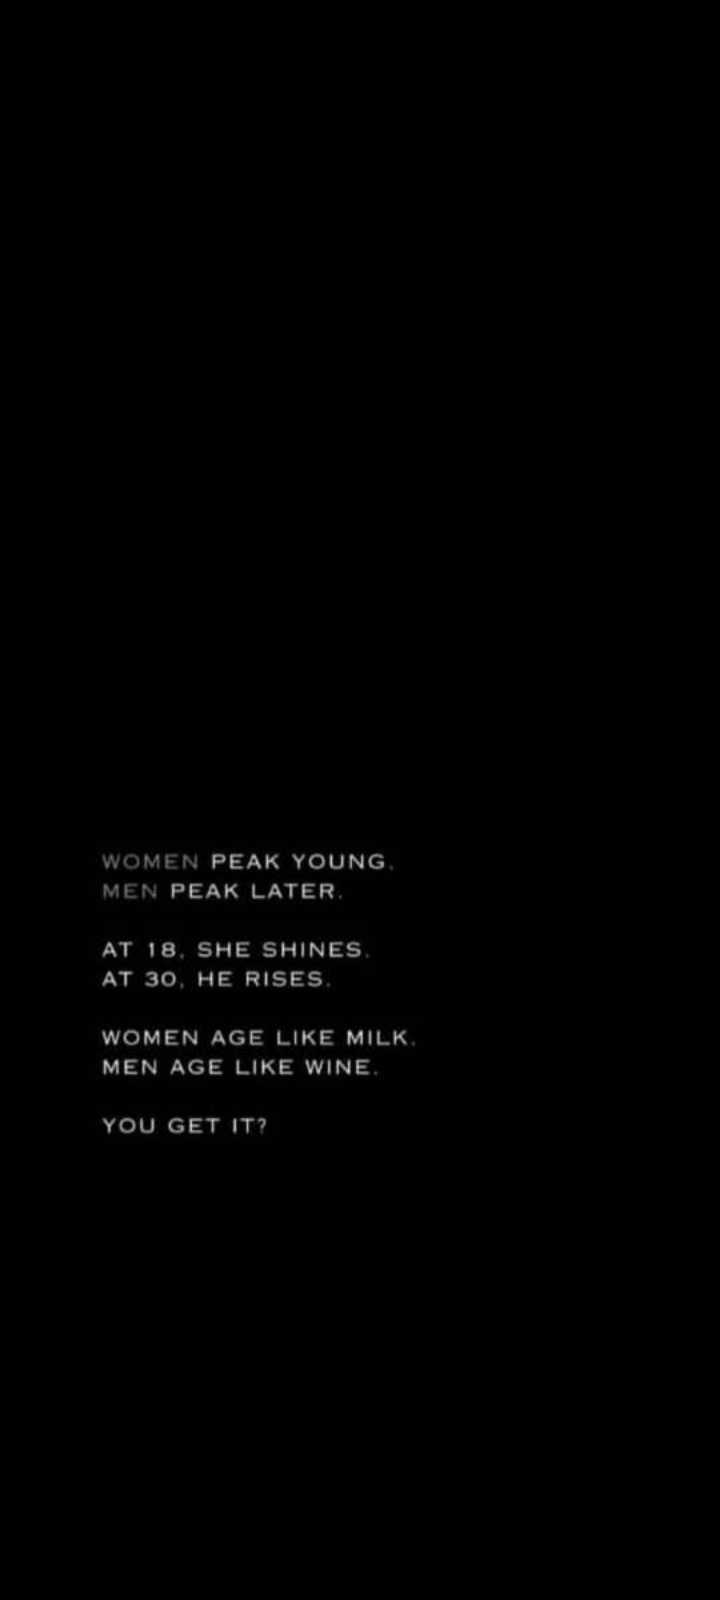 WOMEN PEAK YOUNG.
MEN PEAK LATER.
AT 18, SHE SHINES.
AT 30, HE RISES.
WOMEN AGE LIKE MILK.
MEN AGE LIKE WINE.
YOU GET IT?